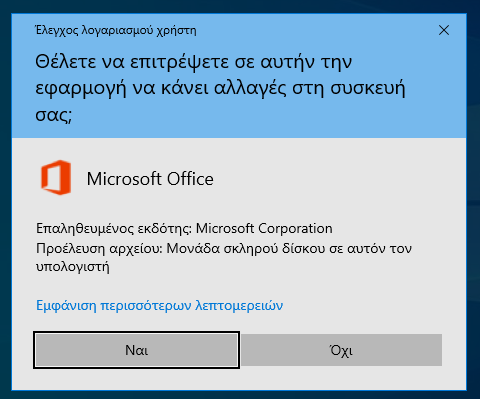 Έλεγχος λογαριασμού χρήστη
Θέλετε να επιτρέψετε σε αυτήν την
εφαρμογή να κάνει αλλαγές στη συσκευή
σας;
Microsoft Office
Επαληθευμένος εκδότης: Microsoft Corporation
Προέλευση αρχείου: Μονάδα σκληρού δίσκου σε αυτόν τον
υπολογιστή
Εμφάνιση περισσότερων λεπτομερειών
Ναι
Όχι